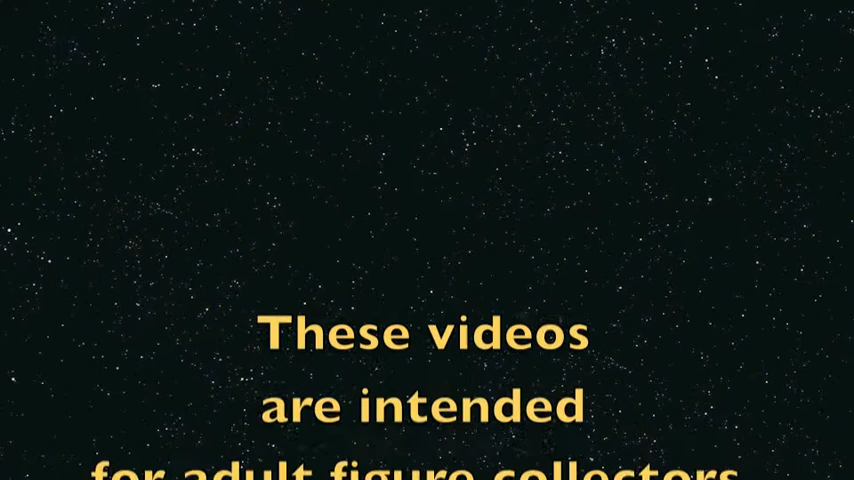 These videos
are intended
for adult figure collectors